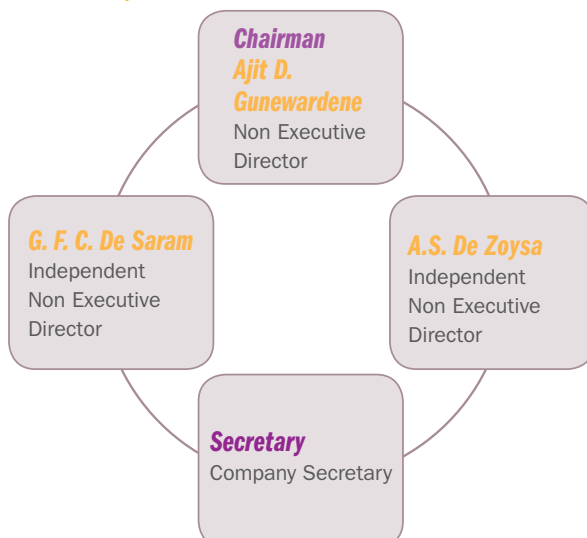 Chairman
Ajit D.
Gunewardene
Non Executive
Director
G. F. C. De Saram
Independent
Non Executive
Director
A.S. De Zoysa
Independent
Non Executive
Director
Secretary
Company Secretary